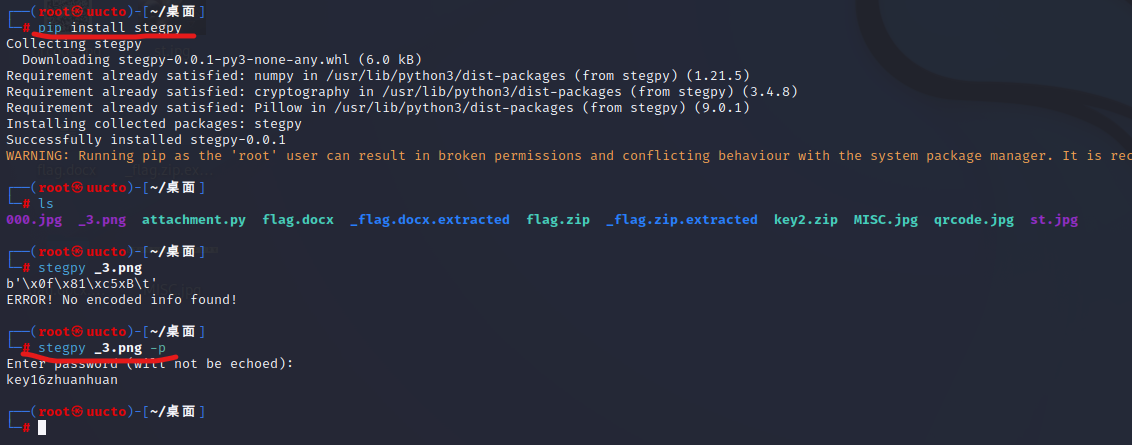 ┌──(root㉿uucto)-[~/桌面]
└─# pip install stegpy
Collecting stegpy
  Downloading stegpy-0.0.1-py3-none-any.whl (6.0 kB)
Requirement already satisfied: numpy in /usr/lib/python3/dist-packages (from stegpy) (1.21.5)
Requirement already satisfied: cryptography in /usr/lib/python3/dist-packages (from stegpy) (3.4.8)
Requirement already satisfied: Pillow in /usr/lib/python3/dist-packages (from stegpy) (9.0.1)
Installing collected packages: stegpy
Successfully installed stegpy-0.0.1
WARNING: Running pip as the 'root' user can result in broken permissions and conflicting behaviour with the system package manager. It is rec
┌──(root㉿uucto)-[~/桌面]
└─# ls
000.jpg  _3.png  attachment.py  flag.docx  _flag.docx.extracted  flag.zip  _flag.zip.extracted  key2.zip  MISC.jpg  qrcode.jpg  st.jpg
┌──(root㉿uucto)-[~/桌面]
└─# stegpy _3.png
b'\x0f\x81\xc5xB\t'
ERROR! No encoded info found!
┌──(root㉿uucto)-[~/桌面]
└─# stegpy _3.png -p
Enter password (will not be echoed):
key16zhuanhuan
┌──(root㉿uucto)-[~/桌面]
└─#